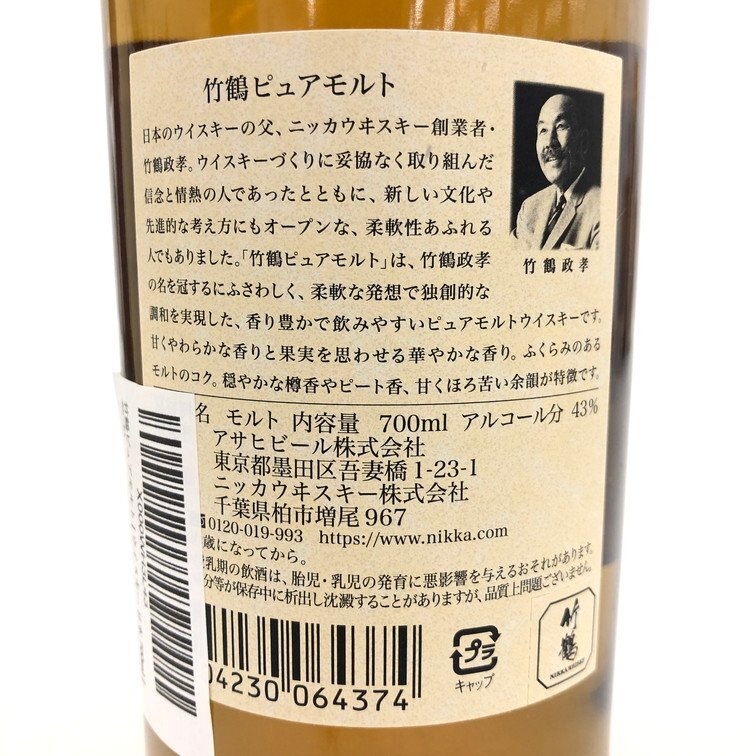 竹鶴ピュアモルト
日本のウイスキーの父、ニッカウヰスキー創業者・
竹鶴政孝。ウイスキーづくりに妥協なく取り組んだ
信念と情熱の人であったとともに、新しい文化や
先進的な考え方にもオープンな、柔軟性あふれる
人でもありました。「竹鶴ピュアモルト」は、竹鶴政孝
の名を冠するにふさわしく、柔軟な発想で独創的な
調和を実現した、香り豊かで飲みやすいピュアモルトウイスキーです。
甘くやわらかな香りと果実を思わせる華やかな香り。ふくらみのある
モルトのコク。穏やかな樽香やピート香、甘くほろ苦い余韻が特徴です。
竹鶴政孝
名 モルト 内容量 700ml アルコール分 43%
アサヒビール株式会社
東京都墨田区吾妻橋1-23-1
ニッカウヰスキー株式会社
千葉県柏市増尾967
0120-019-993 https://www.nikka.com
歳になってから。
乳期の飲酒は、胎児・乳児の発育に悪影響を与えるおそれがあります。
分等が保存中に析出し沈澱することがありますが、品質上問題ございません。
04230 064374
プラ
キャップ
竹鶴
NIKKA WHISKY